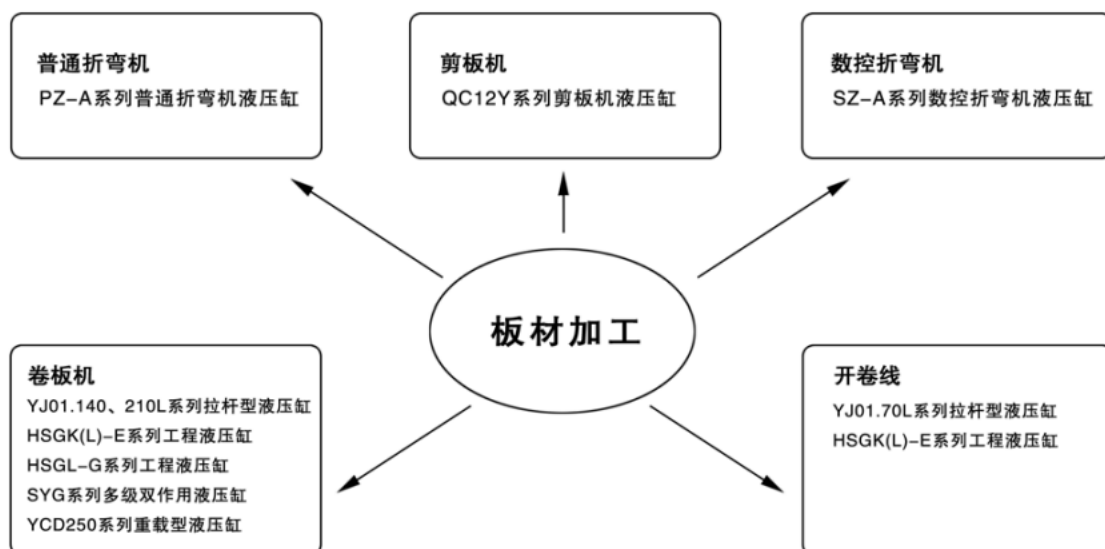 普通折弯机
PZ-A系列普通折弯机液压缸
剪板机
QC12Y系列剪板机液压缸
数控折弯机
SZ-A系列数控折弯机液压缸
板材加工
卷板机
YJ01.140、210L系列拉杆型液压缸
HSGK(L)-E系列工程液压缸
HSGL-G系列工程液压缸
SYG系列多级双作用液压缸
YCD250系列重载型液压缸
开卷线
YJ01.70L系列拉杆型液压缸
HSGK(L)-E系列工程液压缸